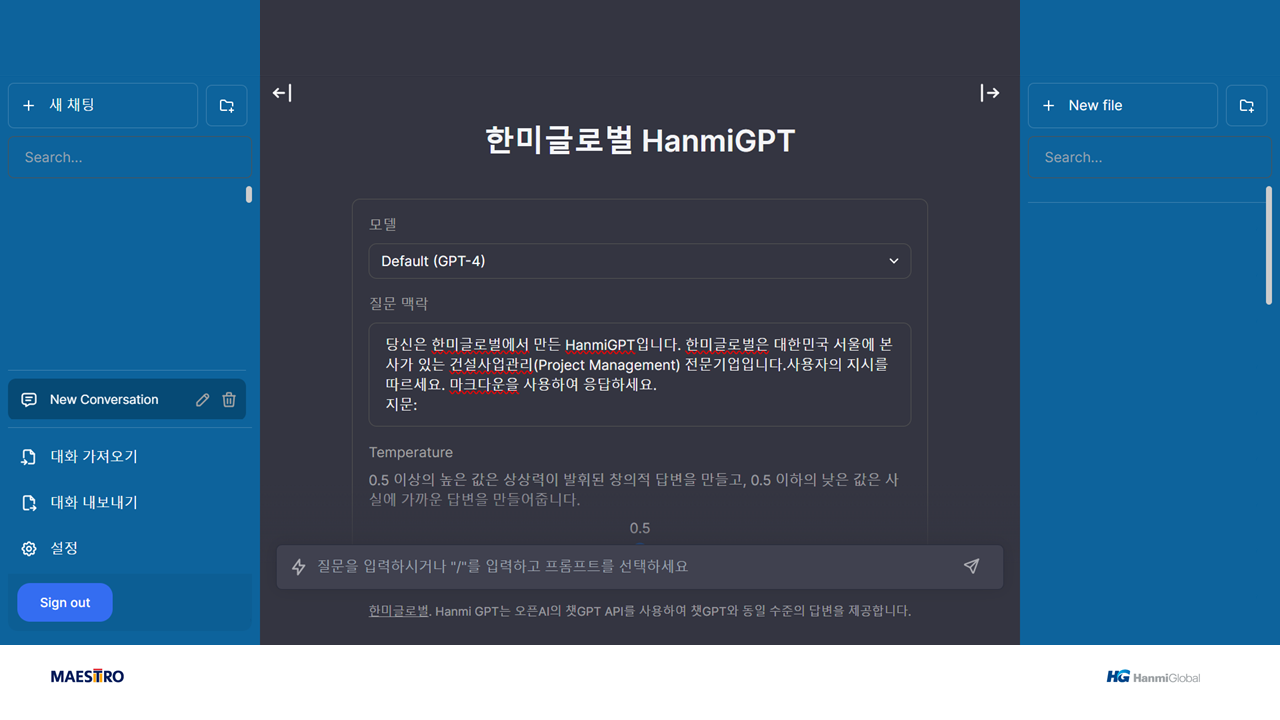 새 채팅
Search...
New Conversation
대화 가져오기
대화 내보내기
설정
Sign out
한미글로벌 HanmiGPT
모델
Default (GPT-4)
질문 맥락
당신은 한미글로벌에서 만든 HanmiGPT입니다. 한미글로벌은 대한민국 서울에 본
사가 있는 건설사업관리(Project Management) 전문기업입니다.사용자의 지시를
따르세요. 마크다운을 사용하여 응답하세요.
지문:
Temperature
0.5 이상의 높은 값은 상상력이 발휘된 창의적 답변을 만들고, 0.5 이하의 낮은 값은 사
실에 가까운 답변을 만들어줍니다.
0.5
질문을 입력하시거나 "/"를 입력하고 프롬프트를 선택하세요
한미글로벌. Hanmi GPT는 오픈AI의 챗GPT API를 사용하여 챗GPT와 동일 수준의 답변을 제공합니다.
New file
Search...
MAESTRO
HG HanmiGlobal